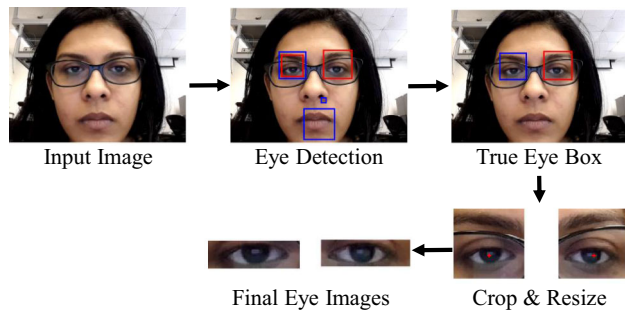 Input Image
Eye Detection
True Eye Box
Final Eye Images
Crop & Resize